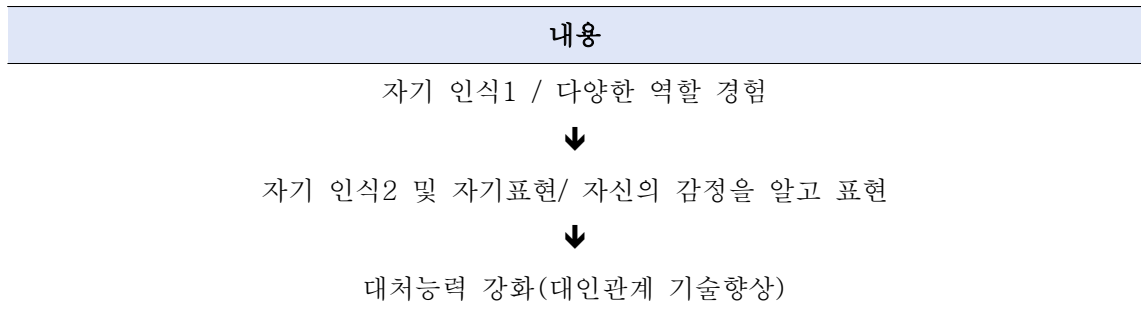 내용
자기 인식1 / 다양한 역할 경험
🡻
자기 인식2 및 자기표현/ 자신의 감정을 알고 표현
🡻
대처능력 강화(대인관계 기술향상)